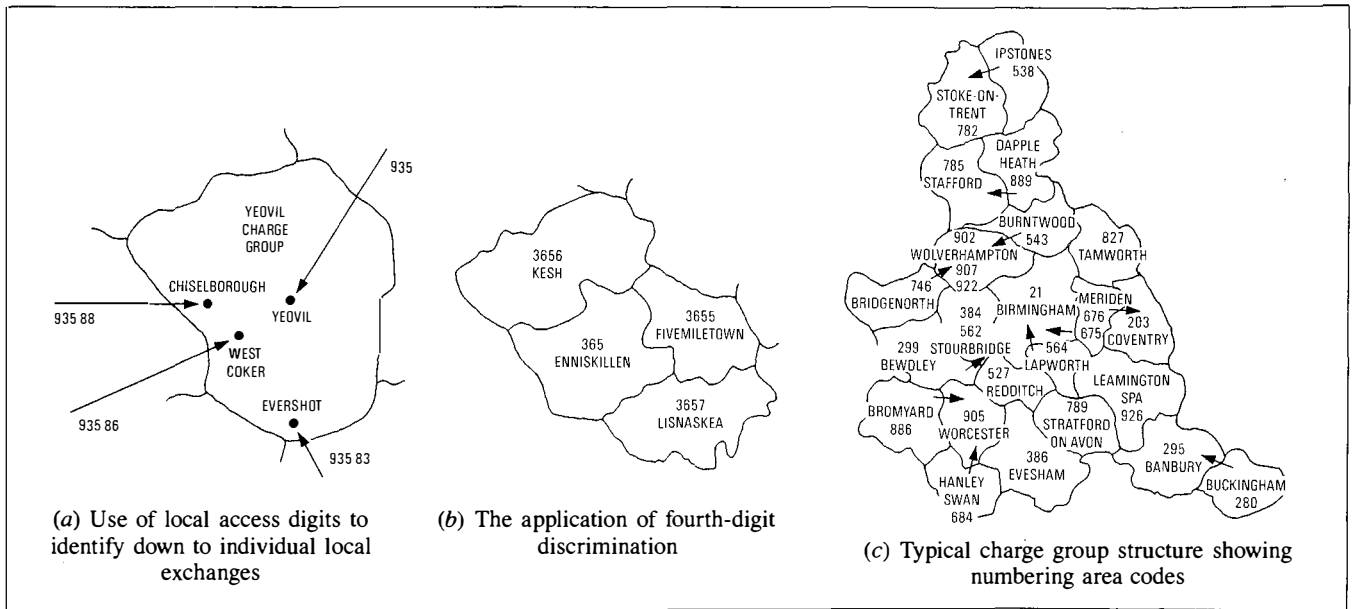 935
YEOVIL
CHARGE
GROUP
CHISELBOROUGH
YEOVIL
935 88
WEST
COKER
EVERSHOT
935 86
935 83
(a) Use of local access digits to
identify down to individual local
exchanges
3656
KESH
3655
FIVEMILETOWN
365
ENNISKILLEN
3657
LISNASKEA
(b) The application of fourth-digit
discrimination
IPSTONES
538
STOKE-ON-
TRENT
782
DAPPLE
HEATH
889
785
STAFFORD
BURNTWOOD
543
902
WOLVERHAMPTON
907
922
827
TAMWORTH
746
BRIDGENORTH
21
BIRMINGHAM
MERIDEN
676
675
203
COVENTRY
384
562
STOURBRIDGE
564
LAPWORTH
299
BEWDLEY
527
REDDITCH
LEAMINGTON
SPA
926
BROMYARD
886
905
WORCESTER
789
STRATFORD
ON AVON
386
EVESHAM
295
BANBURY
HANLEY
SWAN
684
BUCKINGHAM
280
(c) Typical charge group structure showing
numbering area codes